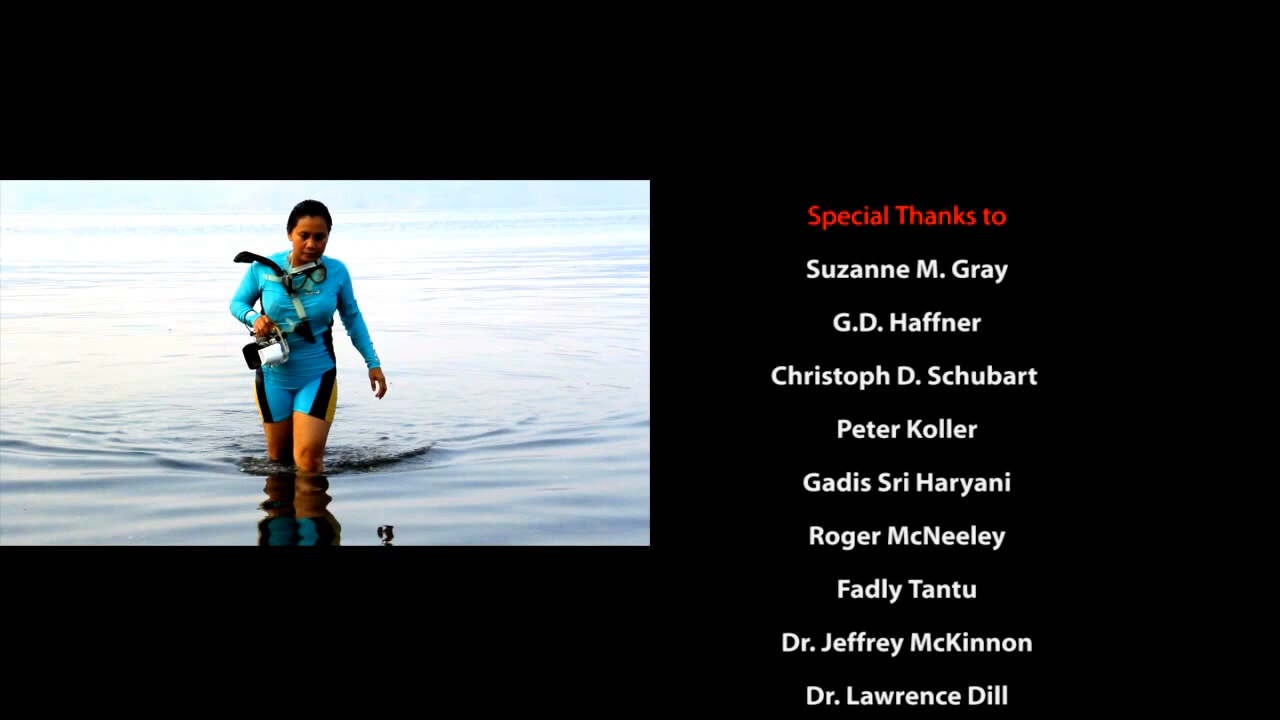 Special Thanks to
Suzanne M. Gray
G.D. Haffner
Christoph D. Schubart
Peter Koller
Gadis Sri Haryani
Roger McNeeley
Fadly Tantu
Dr. Jeffrey McKinnon
Dr. Lawrence Dill